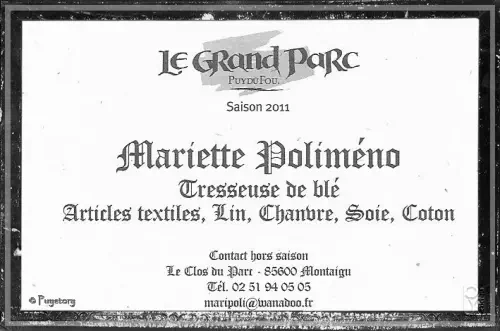 Le Grand Parc
PUY DU FOU.
Saison 2011
Mariette Poliméno
Tresseuse de blé
Articles textiles, Lin, Chanvre, Soie, Coton
Contact hors saison
Le Clos du Parc - 85600 Montaigu
Tél. 02 51 94 05 05
maripoli@wanadoo.fr
© Pugetorg